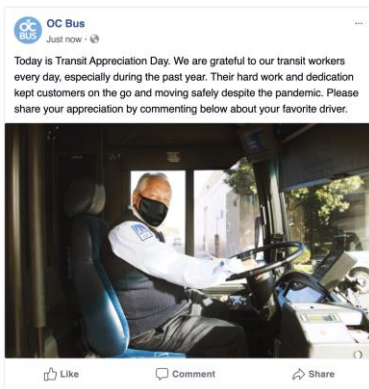 OC
BUS
OC Bus
Just now ·
Today is Transit Appreciation Day. We are grateful to our transit workers
every day, especially during the past year. Their hard work and dedication
kept customers on the go and moving safely despite the pandemic. Please
share your appreciation by commenting below about your favorite driver.
Like
Comment
Share